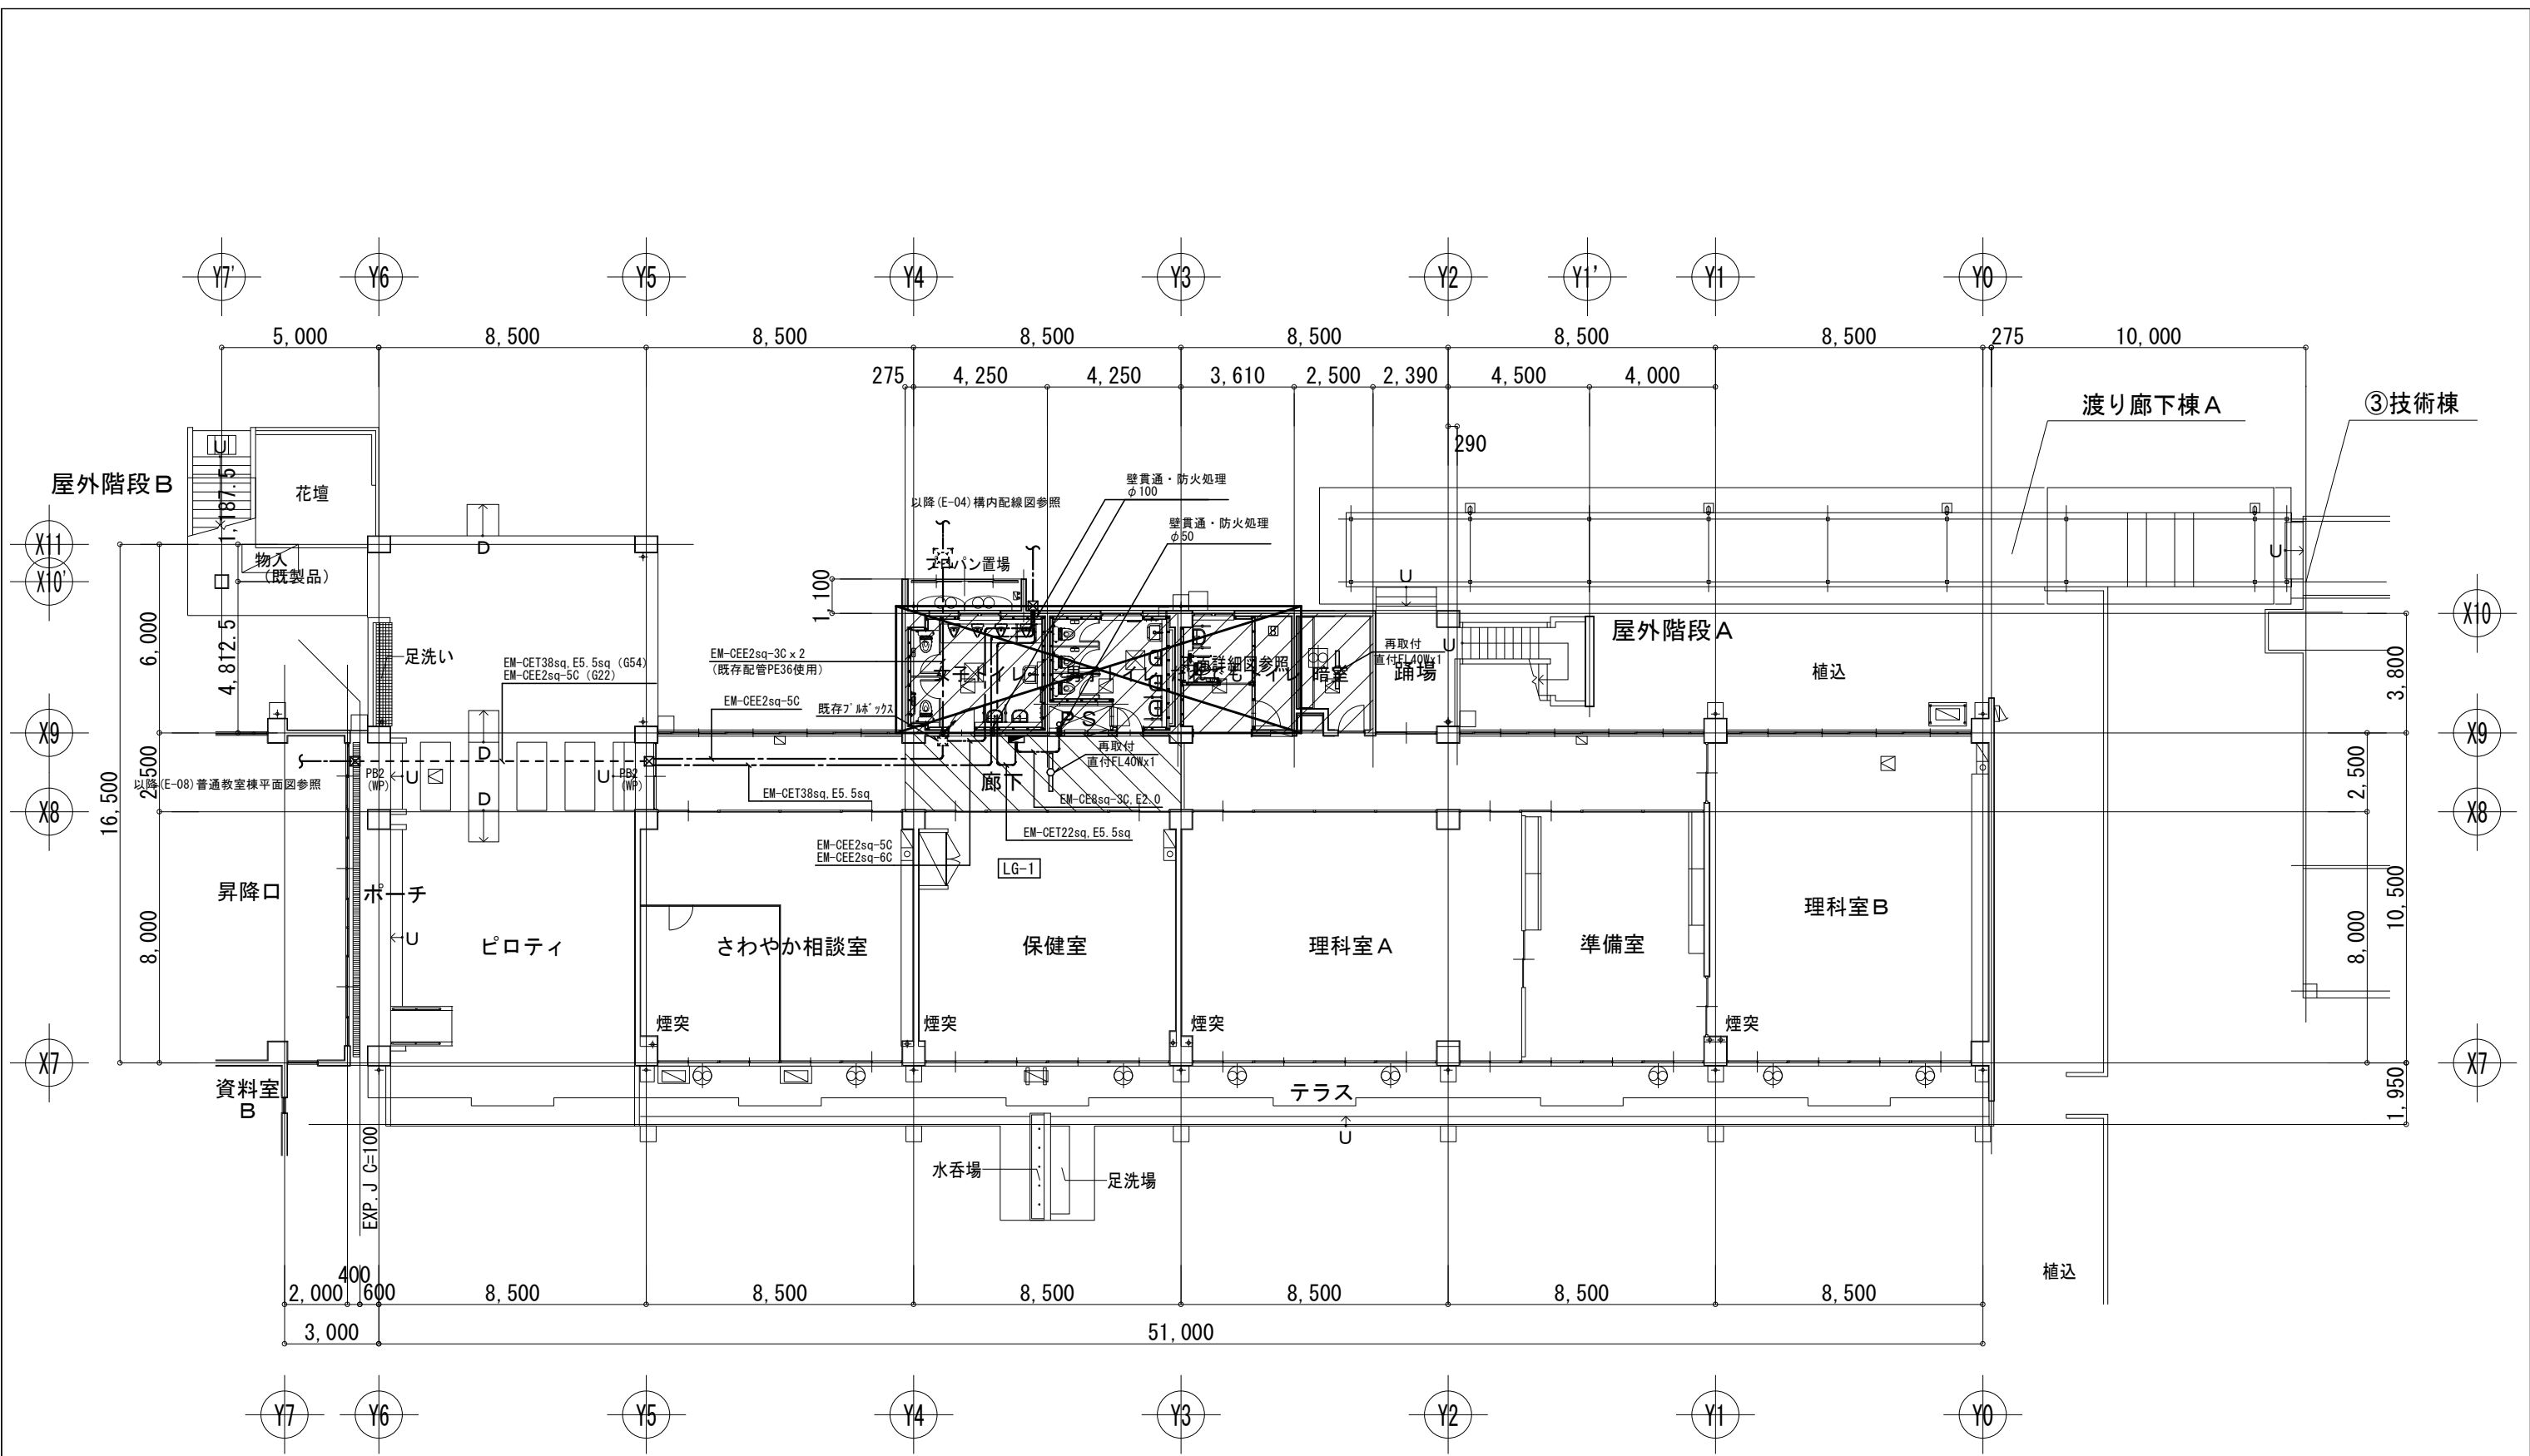 Y7' Y6 Y5 Y4 Y3 Y2 Y1' Y1 Y0
5,000 8,500 8,500 8,500 8,500 8,500 8,500 275 10,000
275 4,250 4,250 3,610 2,500 2,390 4,500 4,000
290
渡り廊下棟A
③技術棟
屋外階段B
U
花壇
1,187.5
壁貫通・防火処理
φ100
以降(E-04)構内配線図参照
壁貫通・防火処理
φ50
X11
X10'
物入
(既製品)
D
プロパン置場
1,100
U
U
X10
6,000
4,812.5
足洗い
EM-CET38sq,E5.5sq (G54)
EM-CEE2sq-5C (G22)
EM-CEE2sq-3C×2
(既存配管PE36使用)
女子トイレ
暗室
再取付
直付FL40W×1
踊場
U
屋外階段A
植込
3,800
EM-CEE2sq-5C
既存プルボックス
PS
X9
X9
D
再取付
直付FL40W×1
2,500
16,500
以降(E-08)普通教室棟平面図参照
PB2
(WP)
U
U
PB2
(WP)
D
廊下
EM-CET38sq,E5.5sq
EM-CE8sq-3C,E2.0
2,500
X8
X8
EM-CET22sq,E5.5sq
EM-CEE2sq-5C
EM-CEE2sq-6C
LG-1
昇降口
ポーチ
U
ピロティ
さわやか相談室
保健室
理科室A
準備室
理科室B
8,000
8,000
10,500
煙突
煙突
煙突
煙突
X7
X7
資料室
B
テラス
1,950
U
EXP.J C=100
水呑場
足洗場
植込
400
2,000 600 8,500 8,500 8,500 8,500 8,500 8,500
3,000 51,000
Y7 Y6 Y5 Y4 Y3 Y2 Y1 Y0